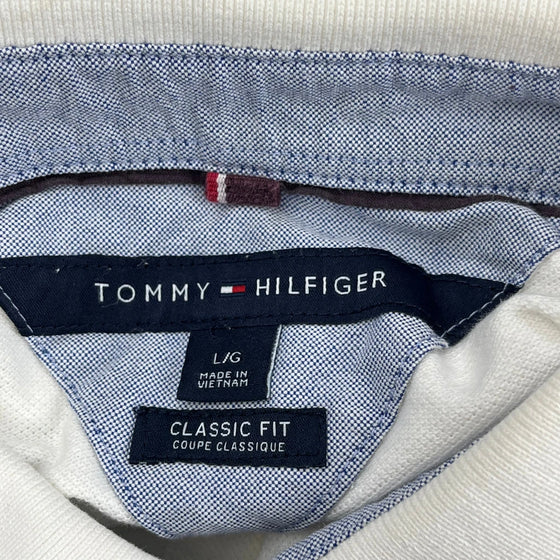 TOMMY HILFIGER
L/G
MADE IN
VIETNAM
CLASSIC FIT
COUPE CLASSIQUE